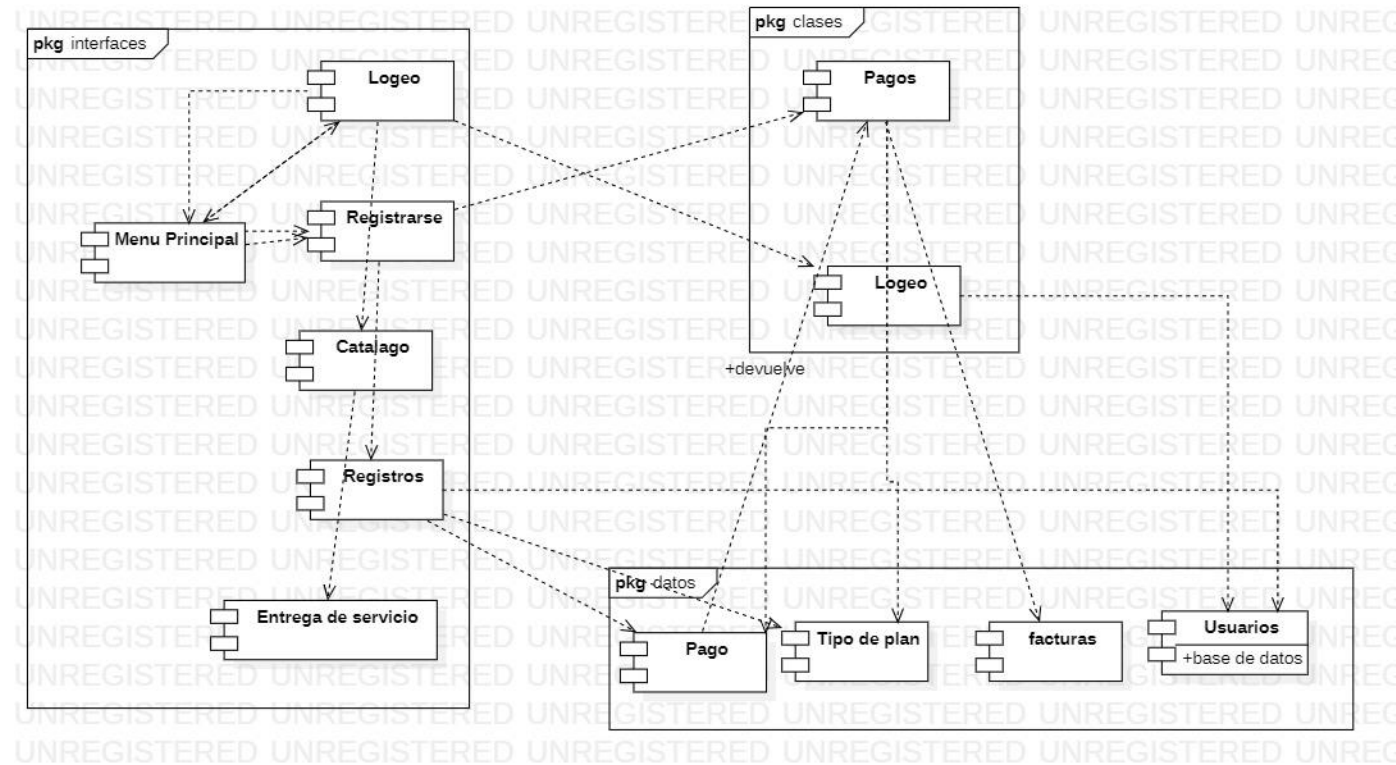 pkg interfaces
Logeo
Menu Principal
Registrarse
Catalago
Registros
Entrega de servicio
pkg clases
Pagos
Logeo
+devuelve
pkg datos
Pago
Tipo de plan
facturas
Usuarios
+base de datos
UNREGISTERED